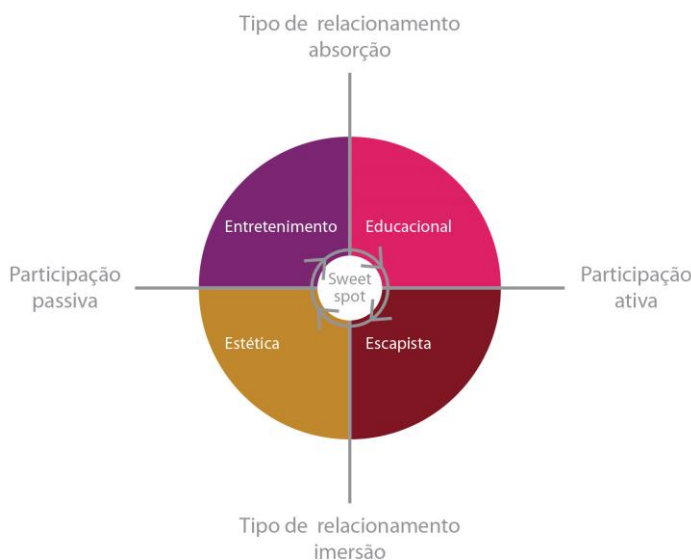 Tipo de relacionamento
absorção
Entretenimento
Educacional
Participação
passiva
Sweet
spot
Participação
ativa
Estética
Escapista
Tipo de relacionamento
imersão